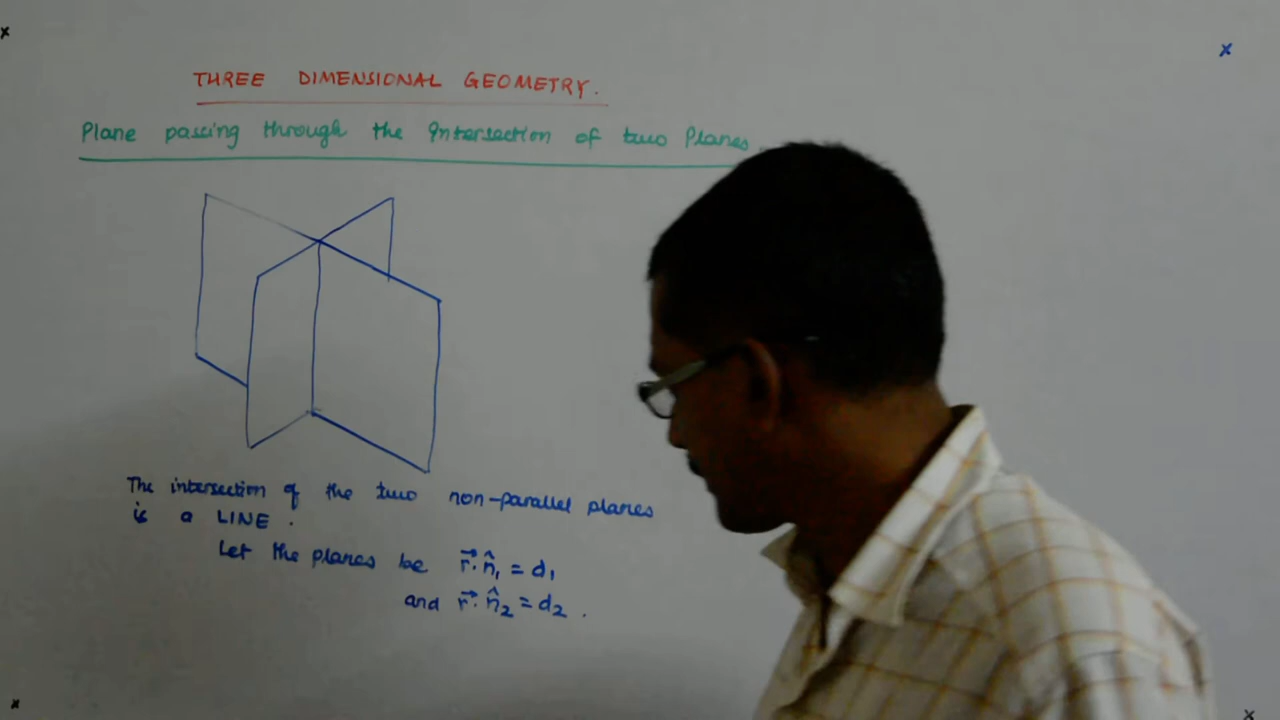 THREE DIMENSIONAL GEOMETRY.
Plane passing through the Intersection of two Planes.
The intersection of the two non-parallel planes
is a LINE.
Let the planes be r⃗·n̂₁ = d₁
and r⃗·n̂₂ = d₂.